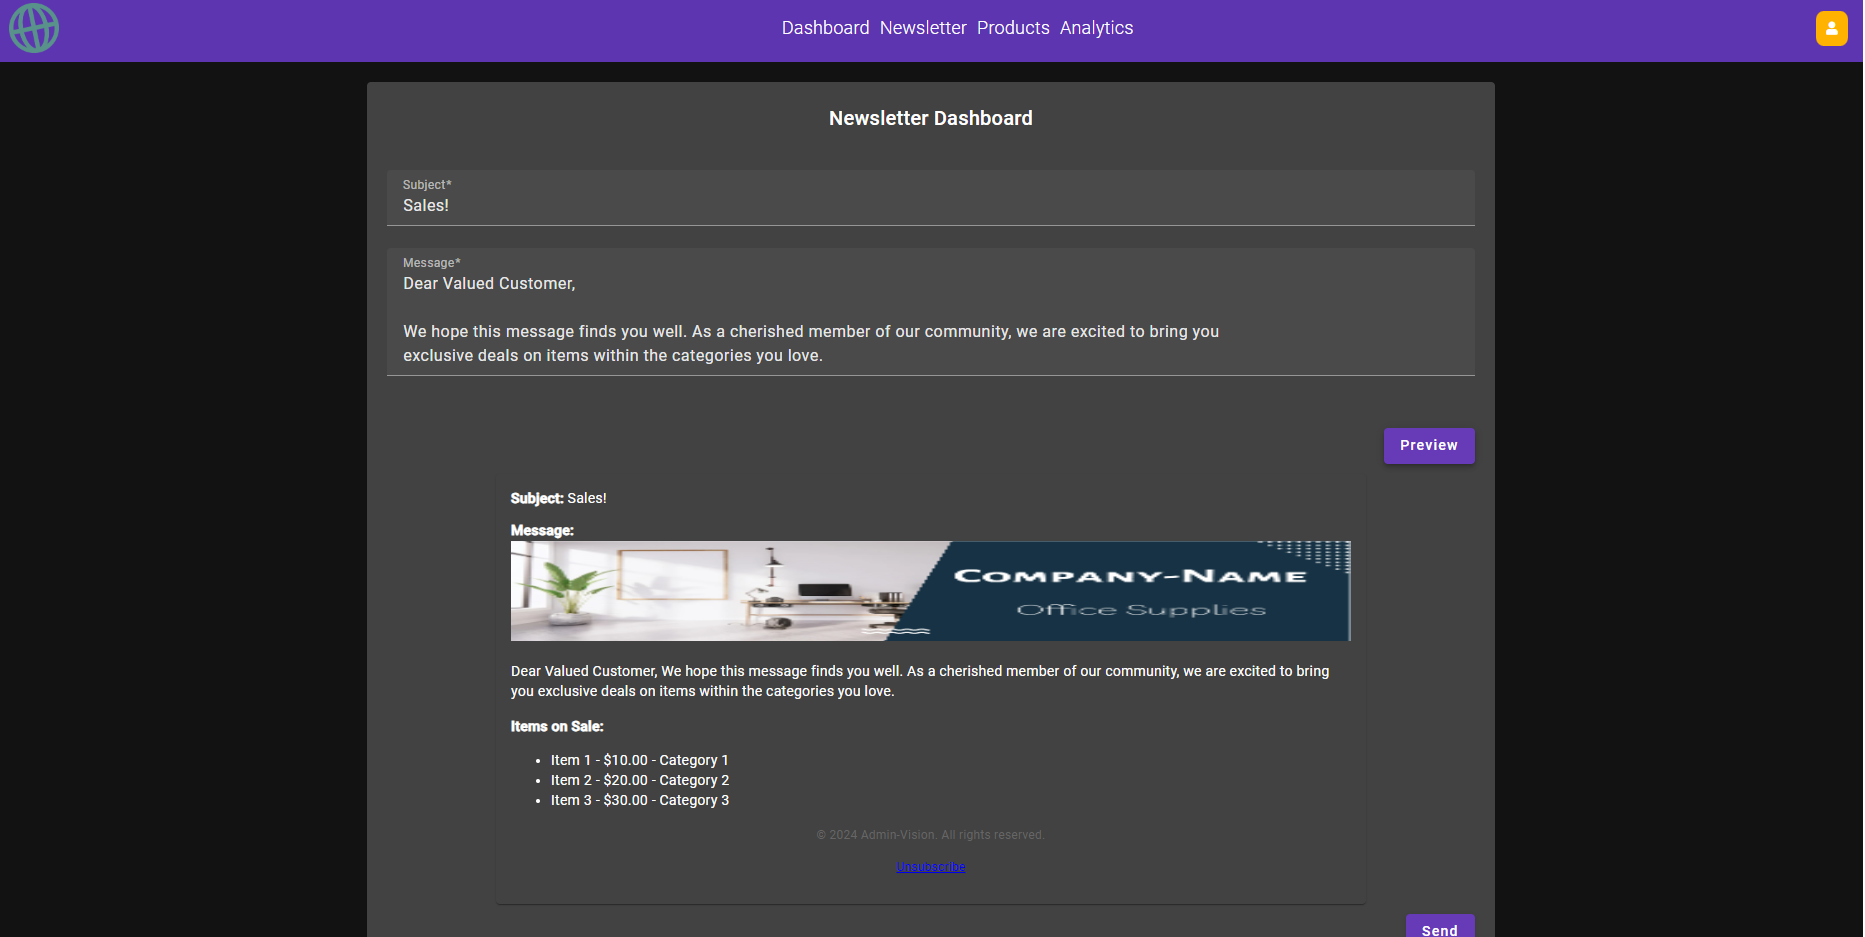 Dashboard Newsletter Products Analytics
Newsletter Dashboard
Subject*
Sales!
Message*
Dear Valued Customer,
We hope this message finds you well. As a cherished member of our community, we are excited to bring you
exclusive deals on items within the categories you love.
Preview
Subject: Sales!
Message:
COMPANY-NAME
Office Supplies
Dear Valued Customer, We hope this message finds you well. As a cherished member of our community, we are excited to bring
you exclusive deals on items within the categories you love.
Items on Sale:
• Item 1 - $10.00 - Category 1
• Item 2 - $20.00 - Category 2
• Item 3 - $30.00 - Category 3
© 2024 Admin-Vision. All rights reserved.
Unsubscribe
Send